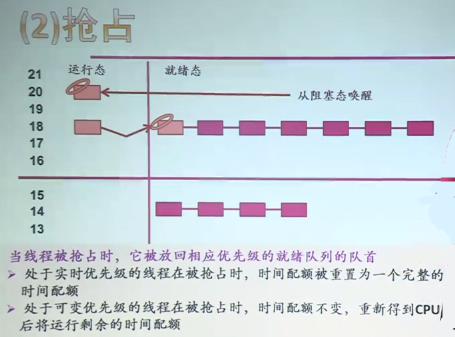 (2)抢占
运行态 就绪态
21
20 从阻塞态唤醒
19
18
17
16
15
14
13
当线程被抢占时，它被放回相应优先级的就绪队列的队首
➢ 处于实时优先级的线程在被抢占时，时间配额被重置为一个完整的
时间配额
➢ 处于可变优先级的线程在被抢占时，时间配额不变，重新得到CPU
后将运行剩余的时间配额